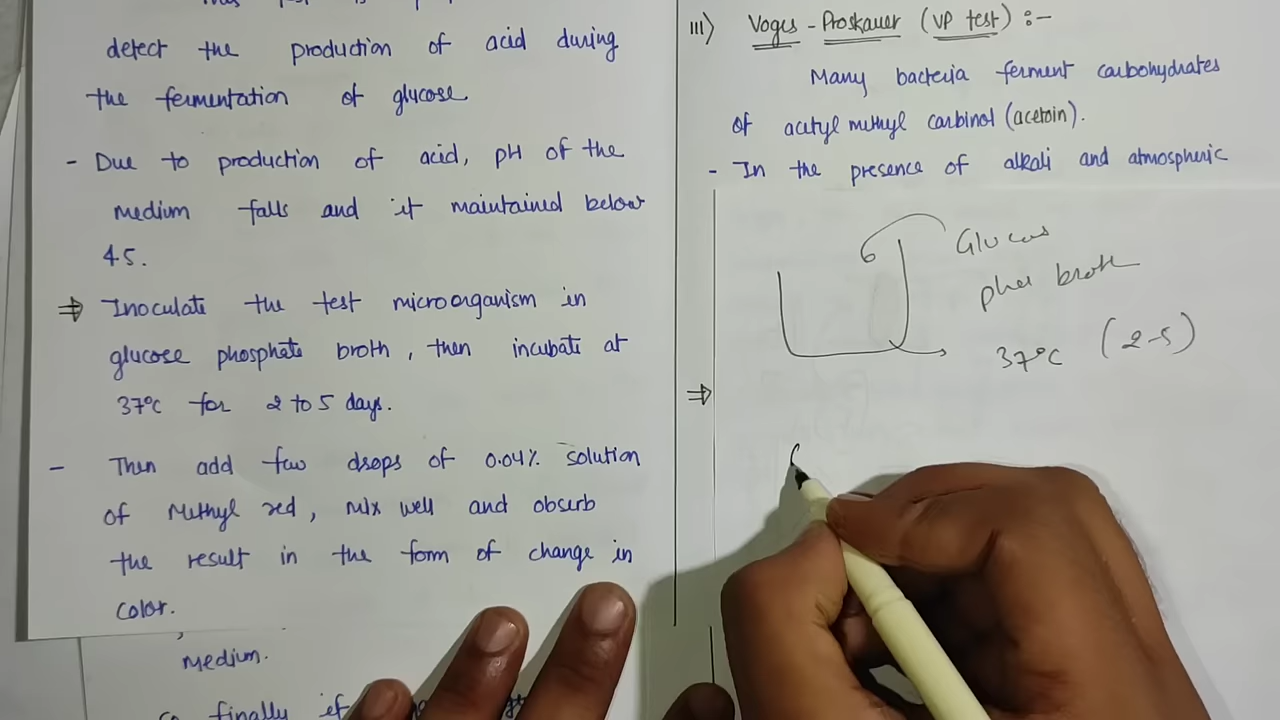 detect the production of acid during
the fermentation of glucose
- Due to production of acid, pH of the
medium falls and it maintained below
4.5.
⇒ Inoculate the test microorganism in
glucose phosphate broth, then incubate at
37°C for 2 to 5 days.
- Then add few drops of 0.04% solution
of Methyl red, mix well and obserb
the result in the form of change in
color.
medium.
finally if
III) Voges - Proskauer (VP test) :-
Many bacteria ferment carbohydrates
of acetyl methyl carbinol (acetoin).
- In the presence of alkali and atmospheric
broth
37°C (2-5)
⇒